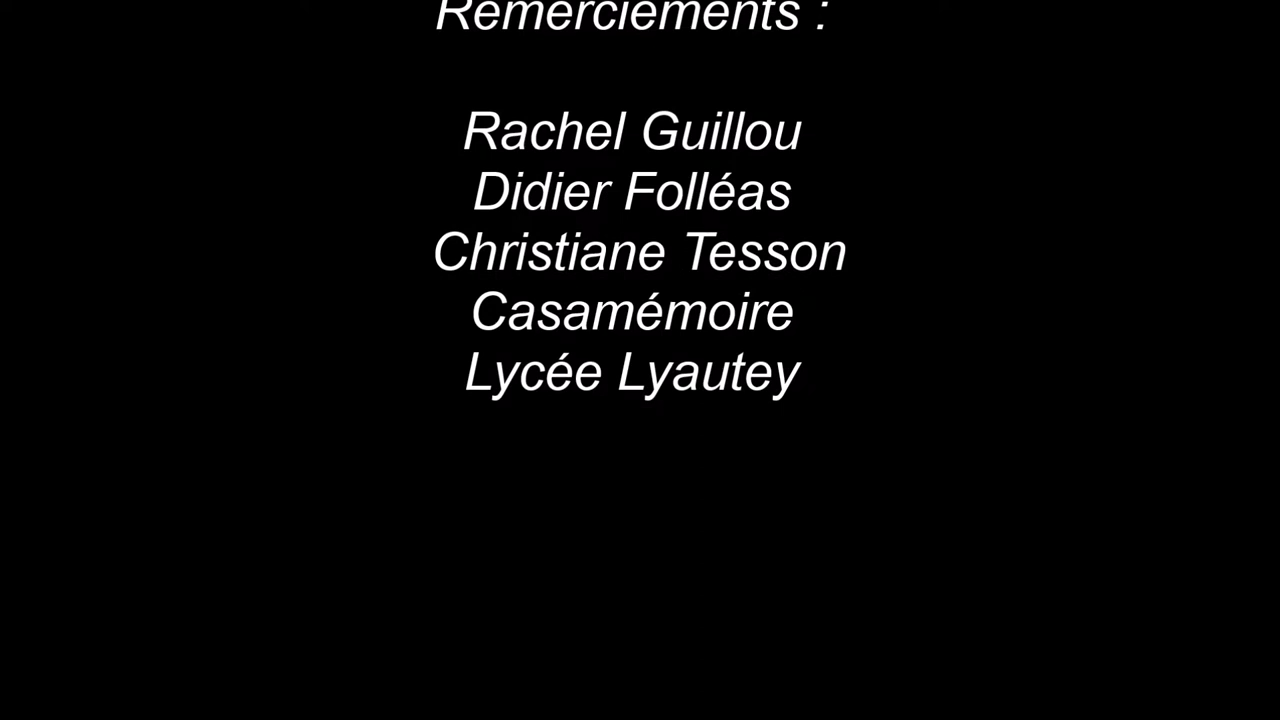 Remerciements :
Rachel Guillou
Didier Folléas
Christiane Tesson
Casamémoire
Lycée Lyautey